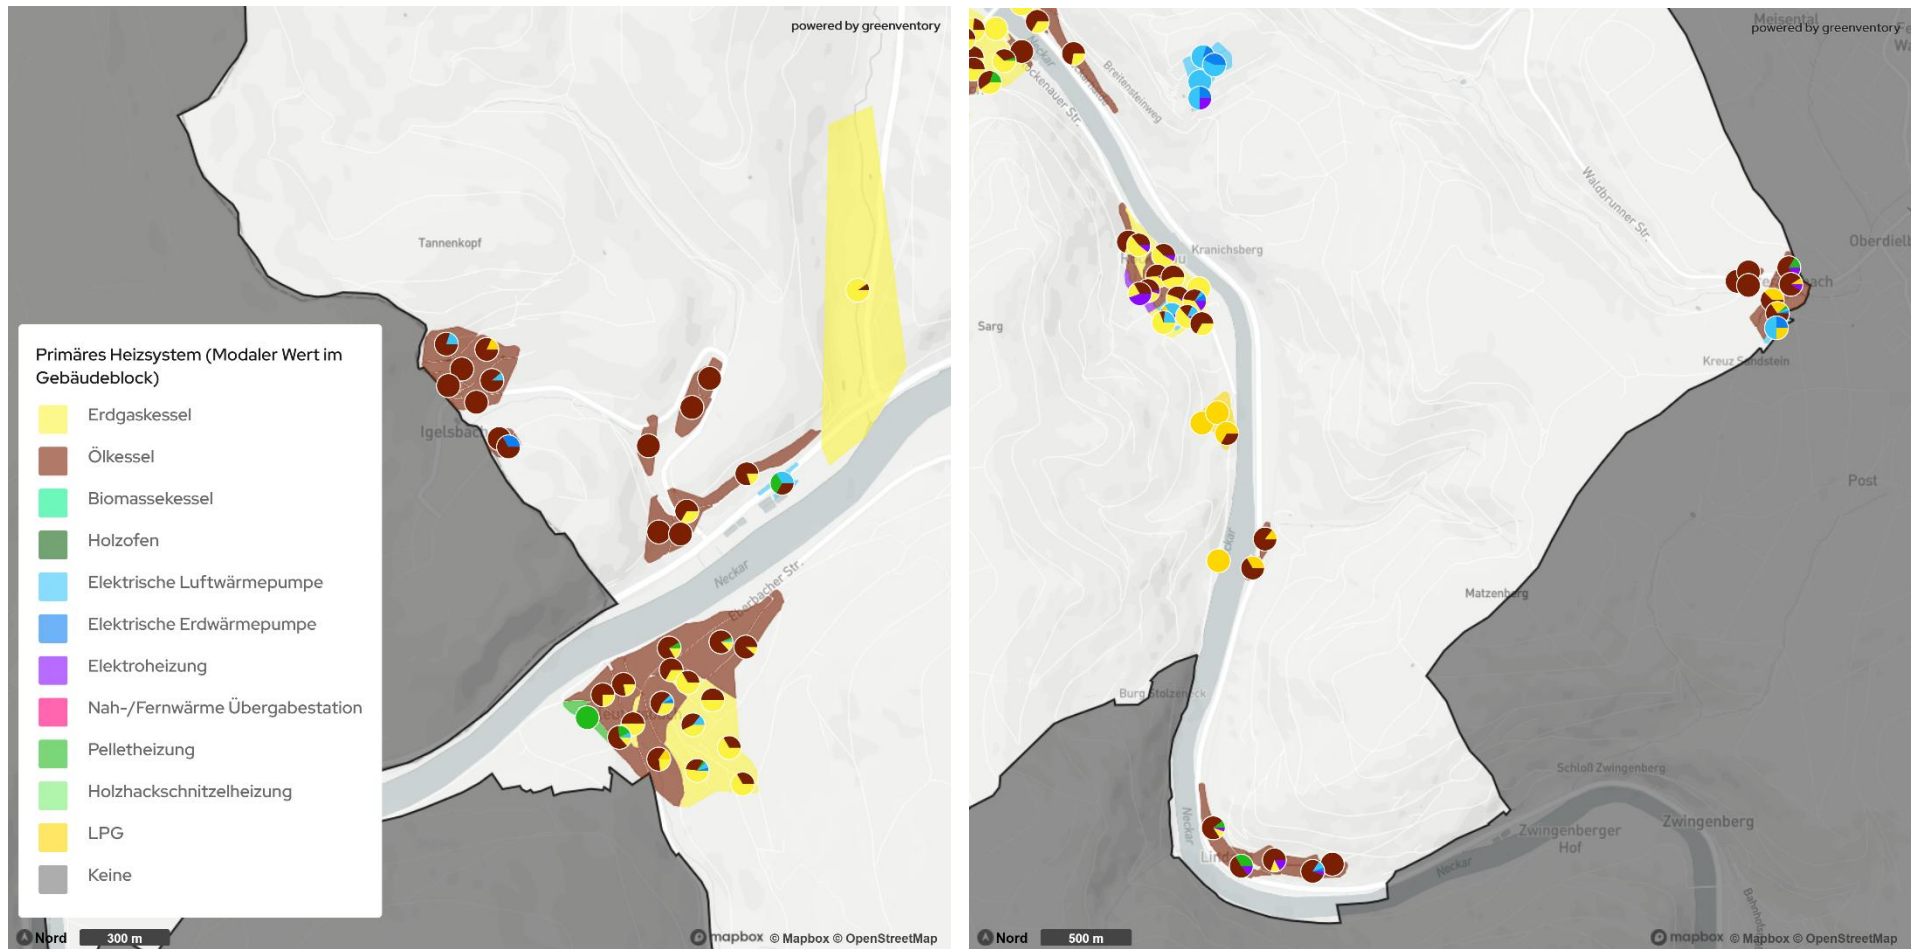 powered by greenventory
Tannenkopf
Primäres Heizsystem (Modaler Wert im
Gebäudeblock)
Erdgaskessel
Ölkessel
Biomassekessel
Holzofen
Elektrische Luftwärmepumpe
Elektrische Erdwärmepumpe
Elektroheizung
Nah-/Fernwärme Übergabestation
Pelletheizung
Holzhackschnitzelheizung
LPG
Keine
Igelsbach
Neckar
Eberbacher Str.
Nord
300 m
mapbox © Mapbox © OpenStreetMap
Meisental
powered by greenventory
Neckar
Breitensteinweg
Waldbrunner Str.
Kranichsberg
Sarg
Kreuz Sandstein
Post
Matzenberg
Burg Stolzeneck
Schloß Zwingenberg
Zwingenberger
Hof
Zwingenberg
Neckar
Neckar
Nord
500 m
mapbox © Mapbox © OpenStreetMap